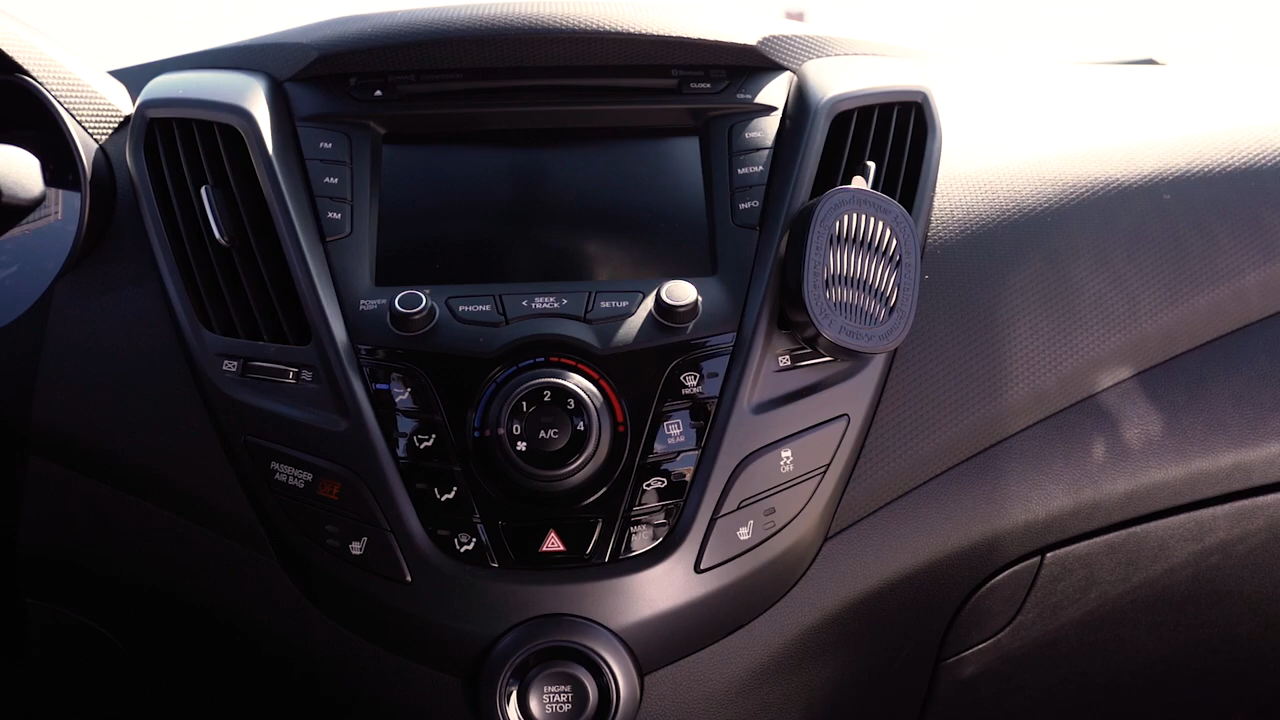 CLOCK
FM
AM
XM
DISC
MEDIA
INFO
POWER
PUSH
PHONE
SEEK
TRACK
SETUP
0 1 2 3 4
A/C
FRONT
REAR
MAX
A/C
OFF
PASSENGER
AIR BAG OFF
ENGINE
START
STOP